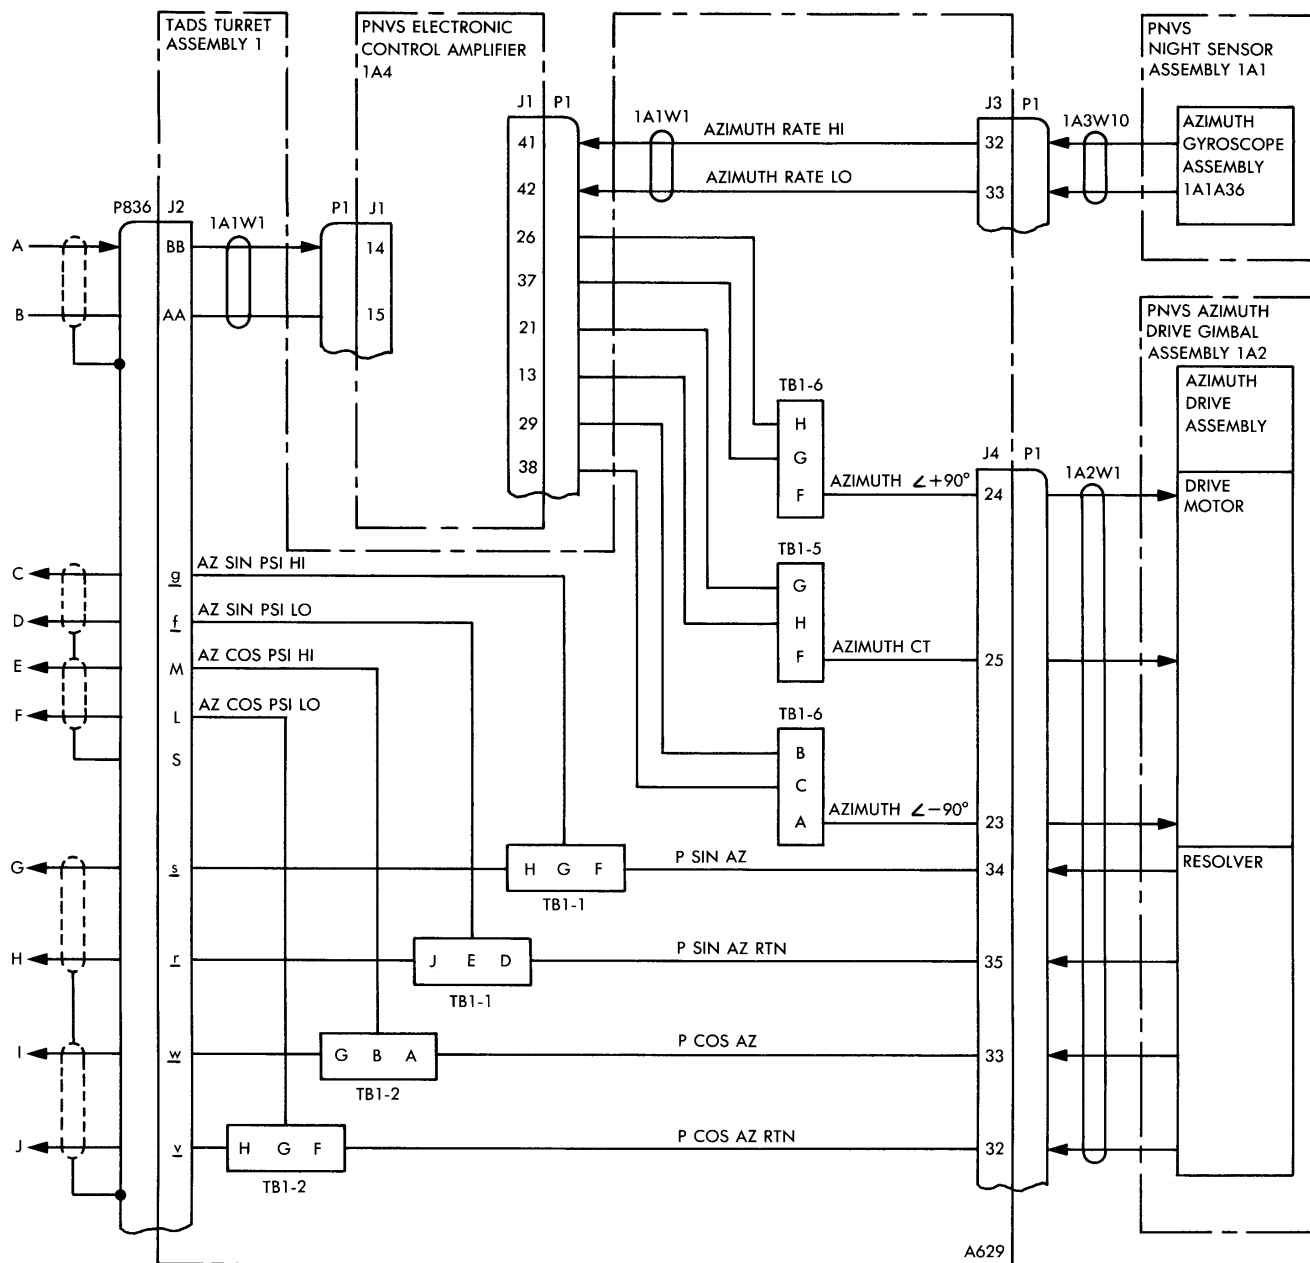 TADS TURRET
ASSEMBLY 1
PNVS ELECTRONIC
CONTROL AMPLIFIER
1A4
PNVS
NIGHT SENSOR
ASSEMBLY 1A1
J1 P1
1A1W1
AZIMUTH RATE HI
J3 P1
1A3W10
AZIMUTH
GYROSCOPE
ASSEMBLY
1A1A36
41
32
42
AZIMUTH RATE LO
33
P836 J2
1A1W1
P1 J1
26
A
BB
14
37
B
AA
15
21
PNVS AZIMUTH
DRIVE GIMBAL
ASSEMBLY 1A2
13
TB1-6
AZIMUTH
DRIVE
ASSEMBLY
29
H
38
G
J4 P1
1A2W1
F
AZIMUTH ∠+90°
24
DRIVE
MOTOR
TB1-5
C
g
AZ SIN PSI HI
G
D
f
AZ SIN PSI LO
H
E
M
AZ COS PSI HI
F
AZIMUTH CT
25
F
L
AZ COS PSI LO
TB1-6
S
B
C
A
AZIMUTH ∠−90°
23
G
s
H G F
P SIN AZ
34
RESOLVER
TB1-1
H
r
J E D
P SIN AZ RTN
35
TB1-1
I
w
G B A
P COS AZ
33
TB1-2
J
v
H G F
P COS AZ RTN
32
TB1-2
A629